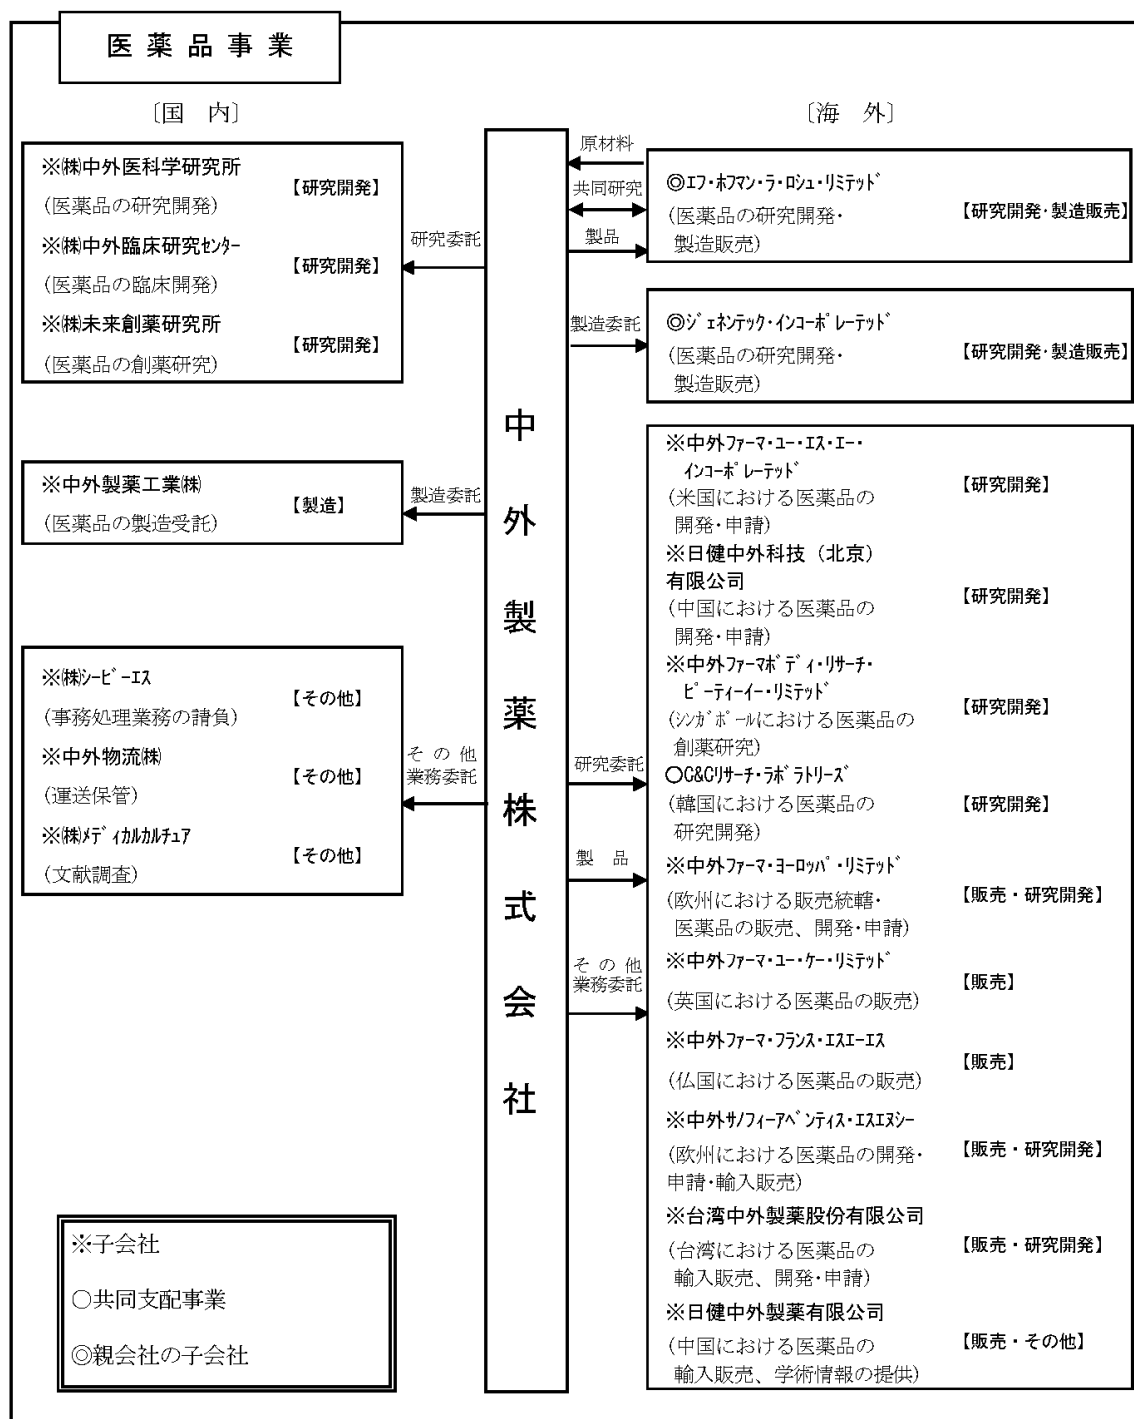 医薬品事業
〔国 内〕
※㈱中外医科学研究所
【研究開発】
(医薬品の研究開発)
※㈱中外臨床研究ｾﾝﾀｰ
【研究開発】
(医薬品の臨床開発)
※㈱未来創薬研究所
【研究開発】
(医薬品の創薬研究)
研究委託
※中外製薬工業㈱
【製造】
(医薬品の製造受託)
製造委託
※㈱ｼｰﾋﾞｰｴｽ
【その他】
(事務処理業務の請負)
※中外物流㈱
【その他】
(運送保管)
※㈱ﾒﾃﾞｨｶﾙｶﾙﾁｭｱ
【その他】
(文献調査)
その他
業務委託
※子会社
○共同支配事業
◎親会社の子会社
中外製薬株式会社
〔海 外〕
原材料
共同研究
製品
◎ｴﾌ･ﾎﾌﾏﾝ･ﾗ･ﾛｼｭ･ﾘﾐﾃｯﾄﾞ
(医薬品の研究開発･
製造販売)
【研究開発･製造販売】
製造委託
◎ｼﾞｪﾈﾝﾃｯｸ･ｲﾝｺｰﾎﾟﾚｰﾃｯﾄﾞ
(医薬品の研究開発･
製造販売)
【研究開発･製造販売】
※中外ﾌｧｰﾏ･ﾕｰ･ｴｽ･ｴｰ･
ｲﾝｺｰﾎﾟﾚｰﾃｯﾄﾞ
【研究開発】
(米国における医薬品の
開発･申請)
※日健中外科技（北京）
有限公司
【研究開発】
(中国における医薬品の
開発･申請)
※中外ﾌｧｰﾏﾎﾞﾃﾞｨ･ﾘｻｰﾁ･
ﾋﾟｰﾃｨｰｲｰ･ﾘﾐﾃｯﾄﾞ
【研究開発】
(ｼﾝｶﾞﾎﾟｰﾙにおける医薬品の
創薬研究)
研究委託
○C&Cﾘｻｰﾁ･ﾗﾎﾞﾗﾄﾘｰｽﾞ
【研究開発】
(韓国における医薬品の
研究開発)
製 品
※中外ﾌｧｰﾏ･ﾖｰﾛｯﾊﾟ･ﾘﾐﾃｯﾄﾞ
【販売・研究開発】
(欧州における販売統轄･
医薬品の販売、開発･申請)
その他
業務委託
※中外ﾌｧｰﾏ･ﾕｰ･ｹｰ･ﾘﾐﾃｯﾄﾞ
【販売】
(英国における医薬品の販売)
※中外ﾌｧｰﾏ･ﾌﾗﾝｽ･ｴｽｴｰｴｽ
【販売】
(仏国における医薬品の販売)
※中外ｻﾉﾌｨｰｱﾍﾞﾝﾃｨｽ･ｴｽｴﾇｼｰ
【販売・研究開発】
(欧州における医薬品の開発･
申請･輸入販売)
※台湾中外製薬股份有限公司
【販売・研究開発】
(台湾における医薬品の
輸入販売、開発･申請)
※日健中外製薬有限公司
【販売・その他】
(中国における医薬品の
輸入販売、学術情報の提供)